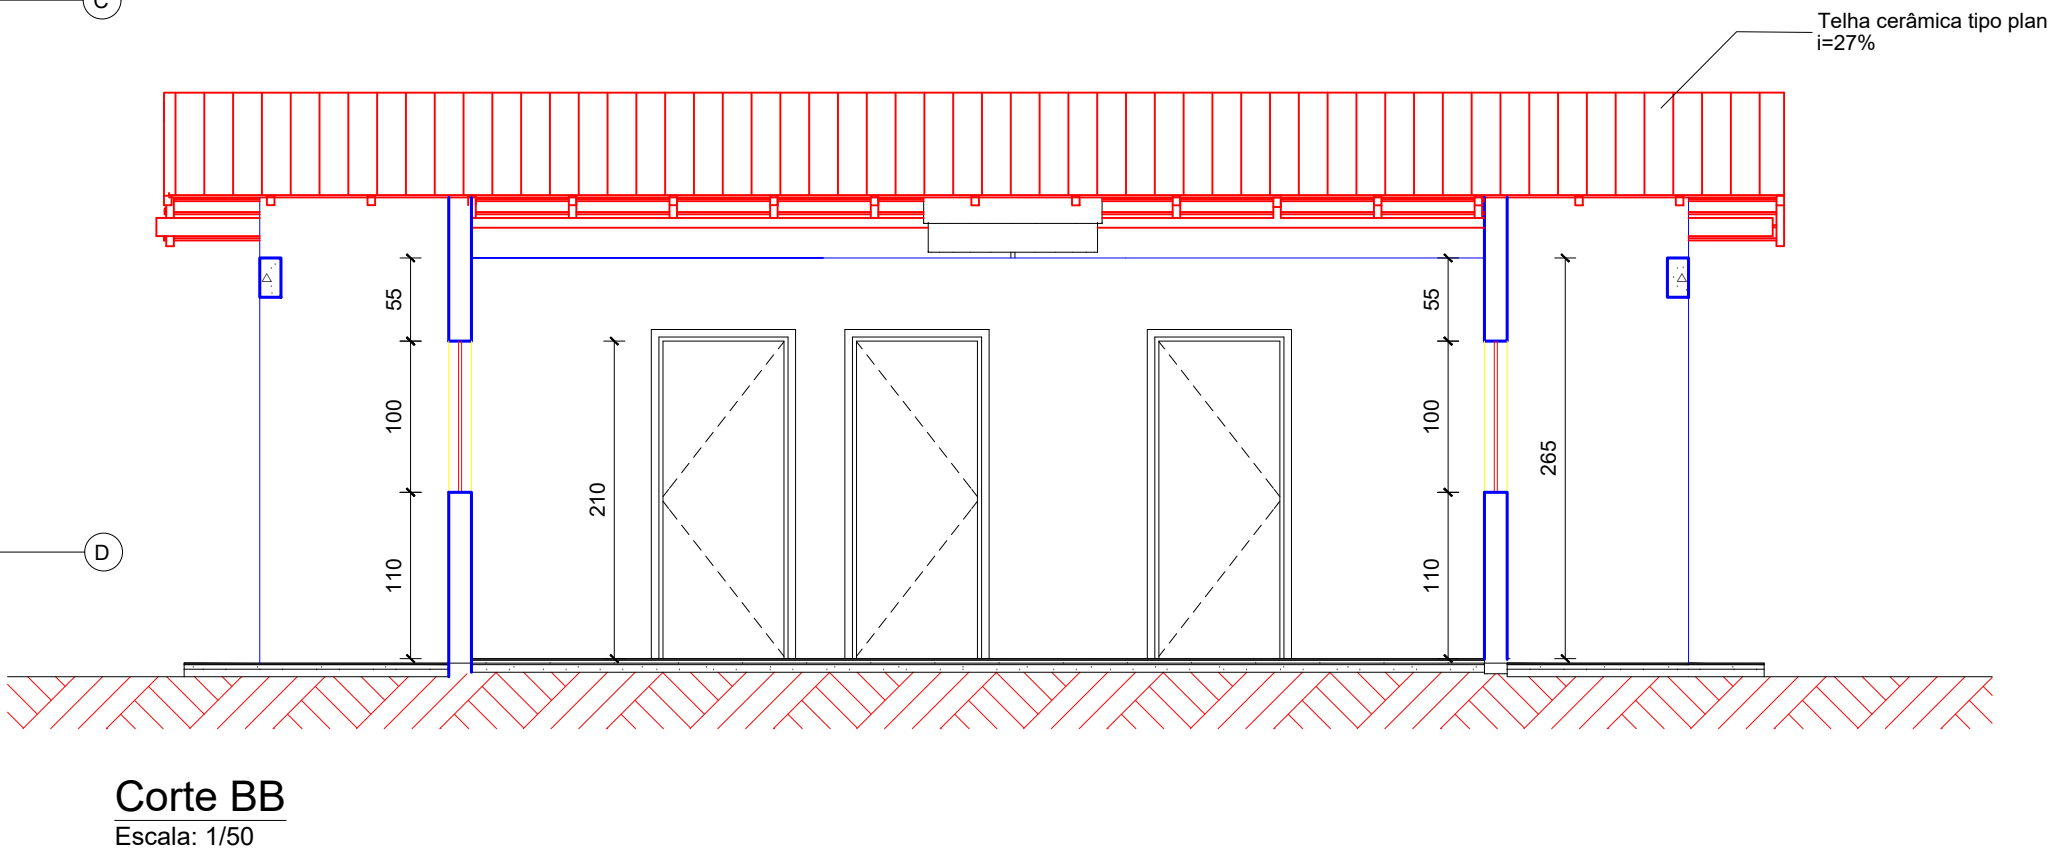 C
Telha cerâmica tipo plan
i=27%
55
55
100
100
265
210
D
110
110
Corte BB
Escala: 1/50